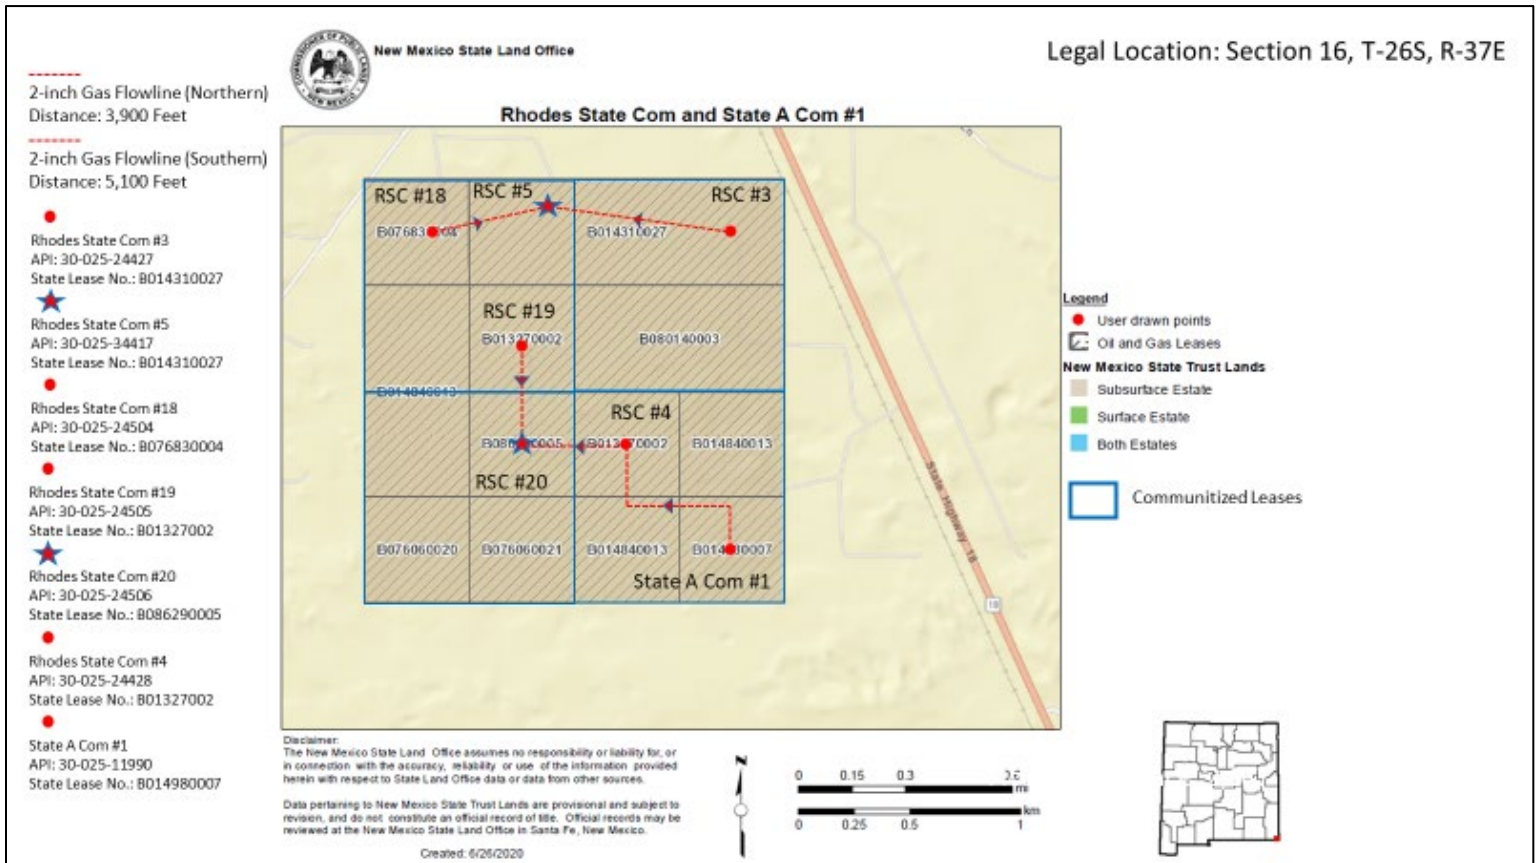 New Mexico State Land Office
Legal Location: Section 16, T-26S, R-37E
COMMISSIONER OF PUBLIC LANDS
NEW MEXICO
2-inch Gas Flowline (Northern)
Distance: 3,900 Feet
2-inch Gas Flowline (Southern)
Distance: 5,100 Feet
Rhodes State Com #3
API: 30-025-24427
State Lease No.: B014310027
Rhodes State Com #5
API: 30-025-34417
State Lease No.: B014310027
Rhodes State Com #18
API: 30-025-24504
State Lease No.: B076830004
Rhodes State Com #19
API: 30-025-24505
State Lease No.: B01327002
Rhodes State Com #20
API: 30-025-24506
State Lease No.: B086290005
Rhodes State Com #4
API: 30-025-24428
State Lease No.: B01327002
State A Com #1
API: 30-025-11990
State Lease No.: B014980007
Rhodes State Com and State A Com #1
RSC #18
RSC #5
RSC #3
B014310027
RSC #19
B013270002
B080140003
B014840013
RSC #4
B014840013
RSC #20
B076060020
B076060021
B014840013
State A Com #1
State Highway 18
18
Legend
User drawn points
Oil and Gas Leases
New Mexico State Trust Lands
Subsurface Estate
Surface Estate
Both Estates
Communitized Leases
Disclaimer:
The New Mexico State Land Office assumes no responsibility or liability for, or
in connection with the accuracy, reliability or use of the information provided
herein with respect to State Land Office data or data from other sources.
Data pertaining to New Mexico State Trust Lands are provisional and subject to
revision, and do not constitute an official record of title. Official records may be
reviewed at the New Mexico State Land Office in Santa Fe, New Mexico.
Created: 6/26/2020
N
0 0.15 0.3
mi
km
0 0.25 0.5 1